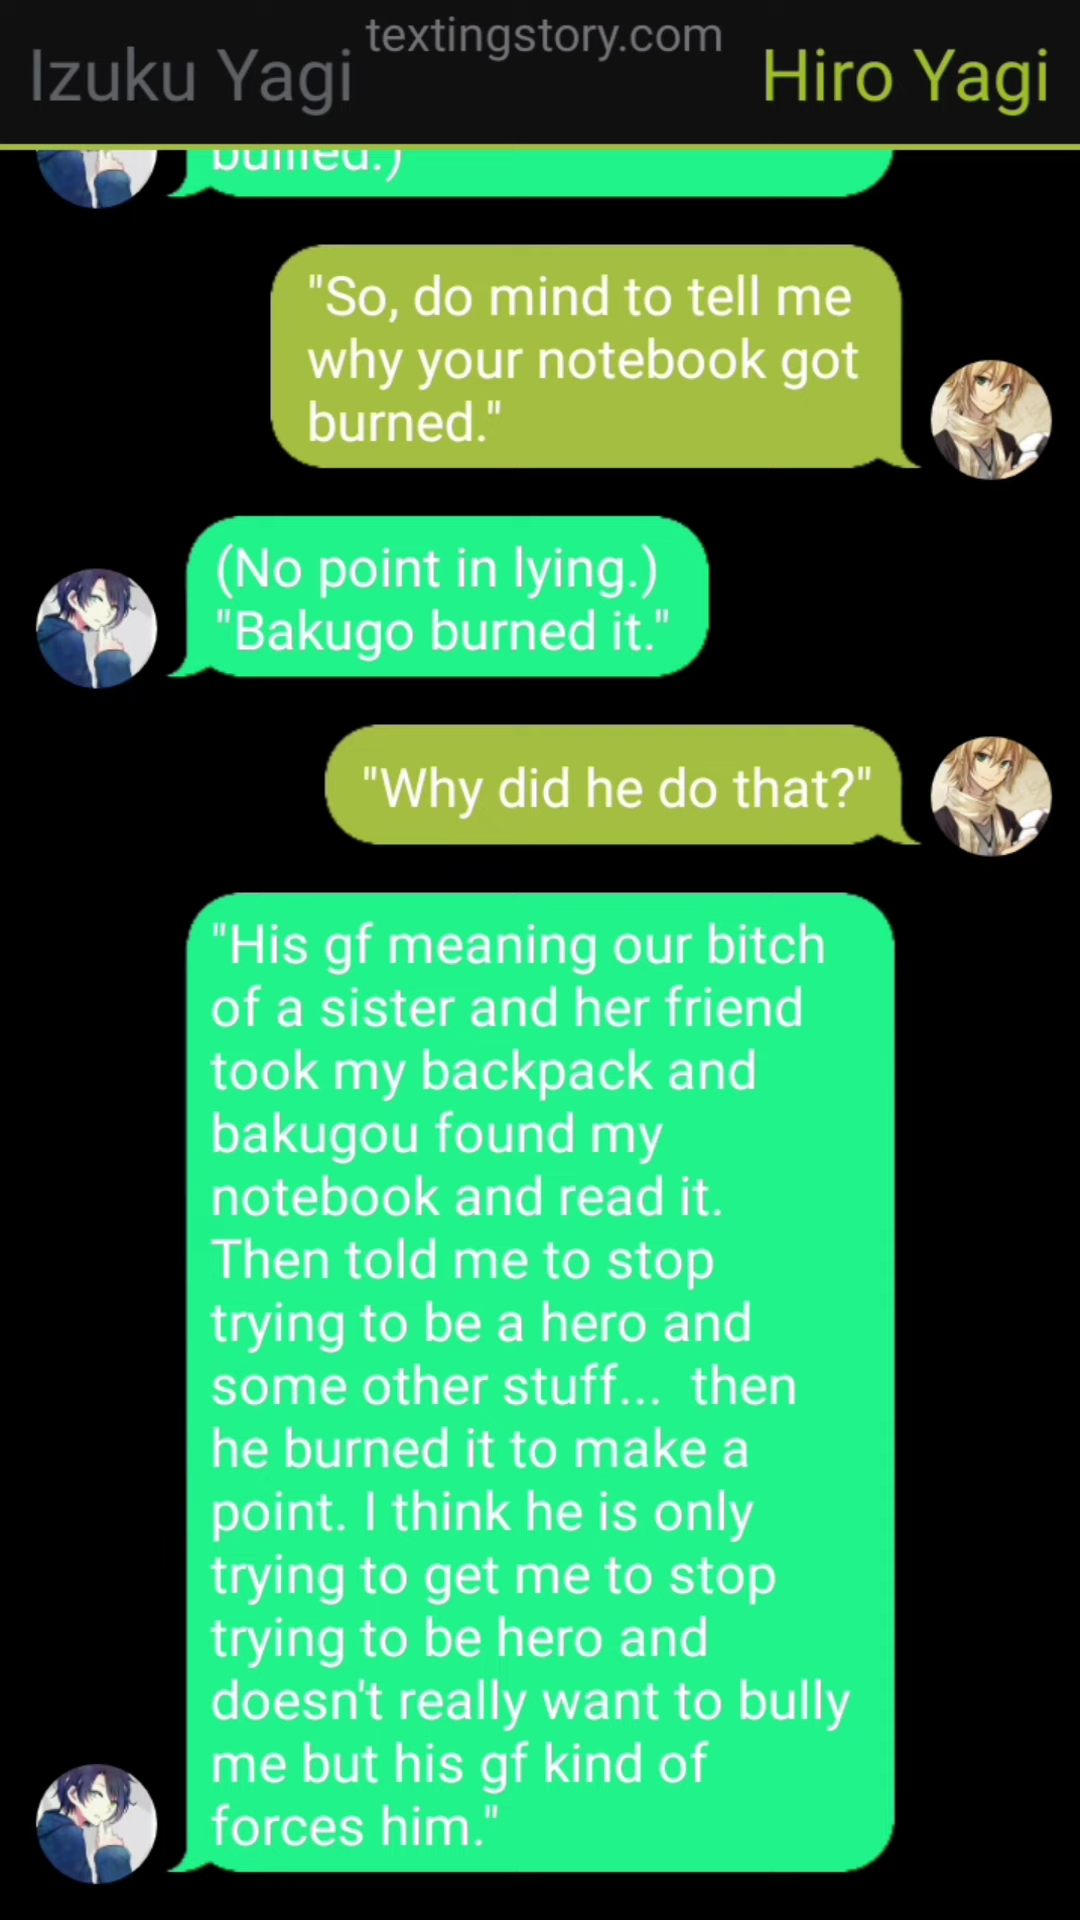 textingstory.com
Izuku Yagi
Hiro Yagi
burned.)
"So, do mind to tell me
why your notebook got
burned."
(No point in lying.)
"Bakugo burned it."
"Why did he do that?"
"His gf meaning our bitch
of a sister and her friend
took my backpack and
bakugou found my
notebook and read it.
Then told me to stop
trying to be a hero and
some other stuff...  then
he burned it to make a
point. I think he is only
trying to get me to stop
trying to be hero and
doesn't really want to bully
me but his gf kind of
forces him."